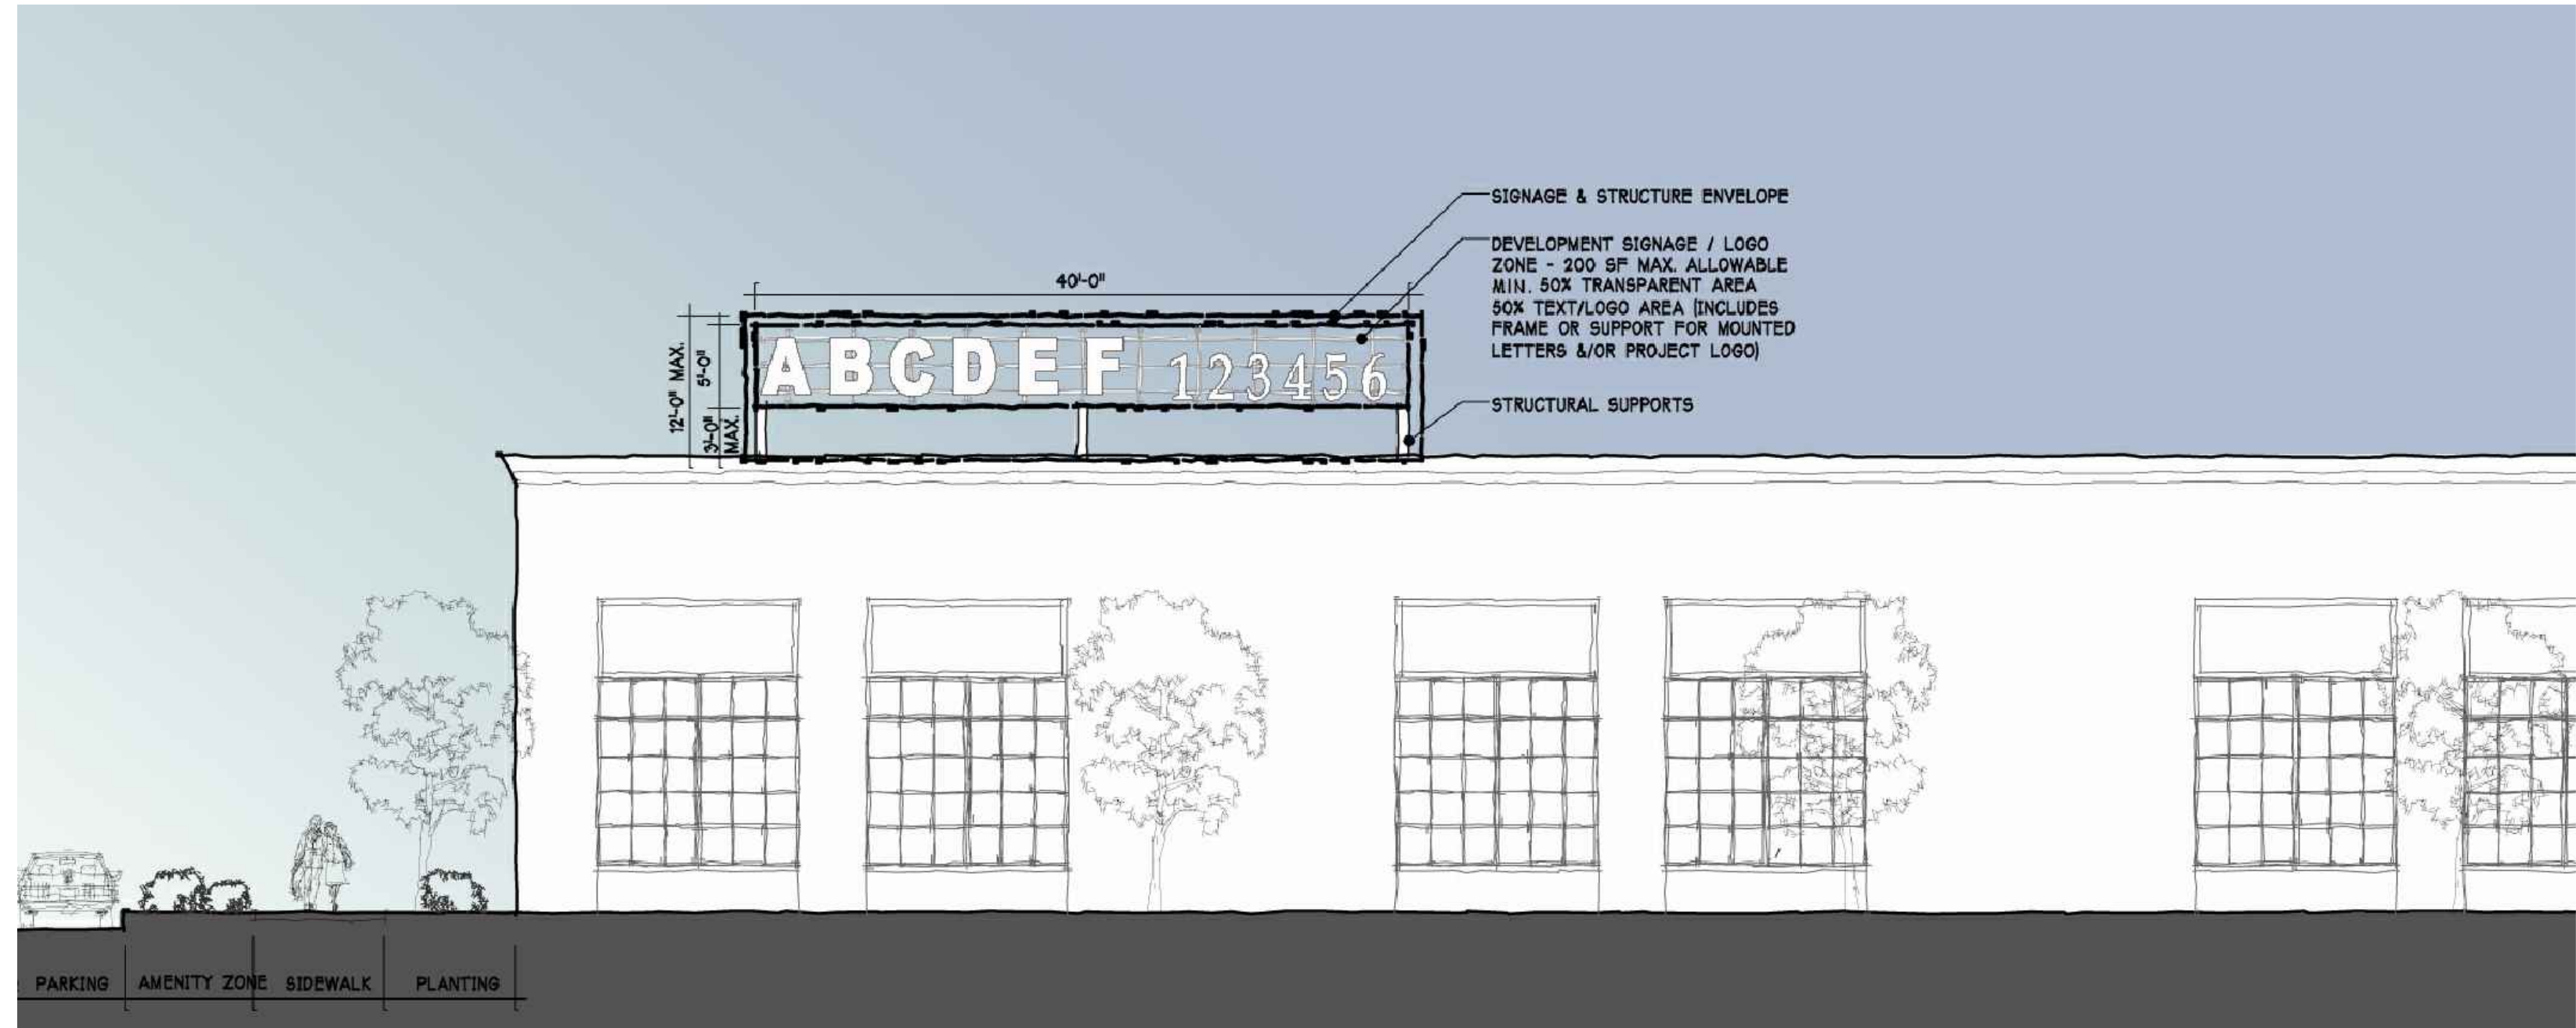 SIGNAGE & STRUCTURE ENVELOPE
DEVELOPMENT SIGNAGE / LOGO
ZONE - 200 SF MAX. ALLOWABLE
MIN. 50% TRANSPARENT AREA
50% TEXT/LOGO AREA (INCLUDES
FRAME OR SUPPORT FOR MOUNTED
LETTERS &/OR PROJECT LOGO)
STRUCTURAL SUPPORTS
40'-0"
12'-0" MAX.
5'-0"
3'-0"
MAX.
ABCDEF 123456
PARKING
AMENITY ZONE
SIDEWALK
PLANTING